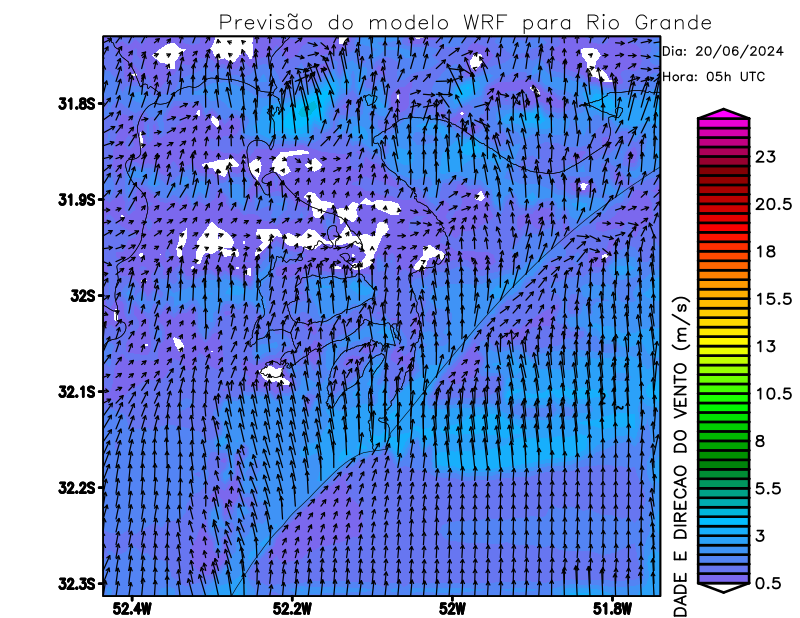 Previsão do modelo WRF para Rio Grande
Dia: 20/06/2024
Hora: 05h UTC
31.8S
31.9S
32S
32.1S
32.2S
32.3S
52.4W
52.2W
52W
51.8W
23
20.5
18
15.5
13
10.5
8
5.5
3
0.5
DADE E DIRECAO DO VENTO (m/s)